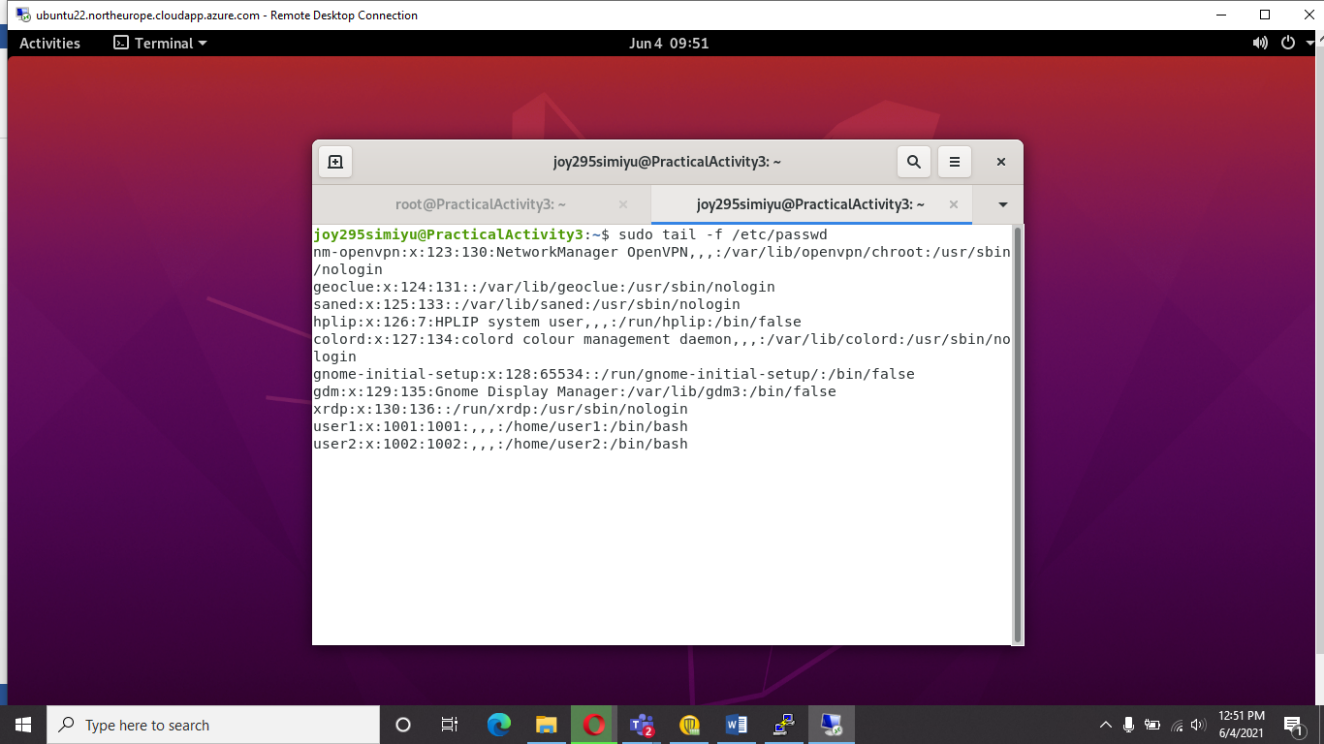 ubuntu22.northeurope.cloudapp.azure.com - Remote Desktop Connection
Activities Terminal Jun 4 09:51
joy295simiyu@PracticalActivity3: ~
root@PracticalActivity3: ~ joy295simiyu@PracticalActivity3: ~
joy295simiyu@PracticalActivity3:~$ sudo tail -f /etc/passwd
nm-openvpn:x:123:130:NetworkManager OpenVPN,,,:/var/lib/openvpn/chroot:/usr/sbin
/nologin
geoclue:x:124:131::/var/lib/geoclue:/usr/sbin/nologin
saned:x:125:133::/var/lib/saned:/usr/sbin/nologin
hplip:x:126:7:HPLIP system user,,,:/run/hplip:/bin/false
colord:x:127:134:colord colour management daemon,,,:/var/lib/colord:/usr/sbin/no
login
gnome-initial-setup:x:128:65534::/run/gnome-initial-setup/:/bin/false
gdm:x:129:135:Gnome Display Manager:/var/lib/gdm3:/bin/false
xrdp:x:130:136::/run/xrdp:/usr/sbin/nologin
user1:x:1001:1001:,,,:/home/user1:/bin/bash
user2:x:1002:1002:,,,:/home/user2:/bin/bash
Type here to search
2
12:51 PM
6/4/2021
1